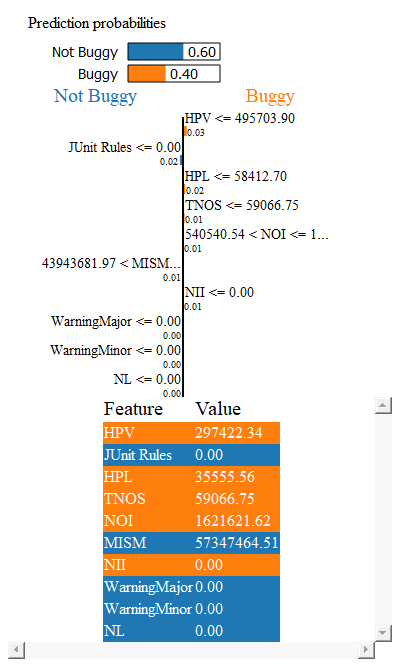 Prediction probabilities
Not Buggy 0.60
Buggy 0.40
Not Buggy Buggy
HPV <= 495703.90
0.03
JUnit Rules <= 0.00
0.02
HPL <= 58412.70
0.02
TNOS <= 59066.75
0.01
540540.54 < NOI <= 1...
0.01
43943681.97 < MISM...
0.01
NII <= 0.00
0.01
WarningMajor <= 0.00
0.00
WarningMinor <= 0.00
0.00
NL <= 0.00
0.00
Feature Value
HPV 297422.34
JUnit Rules 0.00
HPL 35555.56
TNOS 59066.75
NOI 1621621.62
MISM 57347464.51
NII 0.00
WarningMajor 0.00
WarningMinor 0.00
NL 0.00